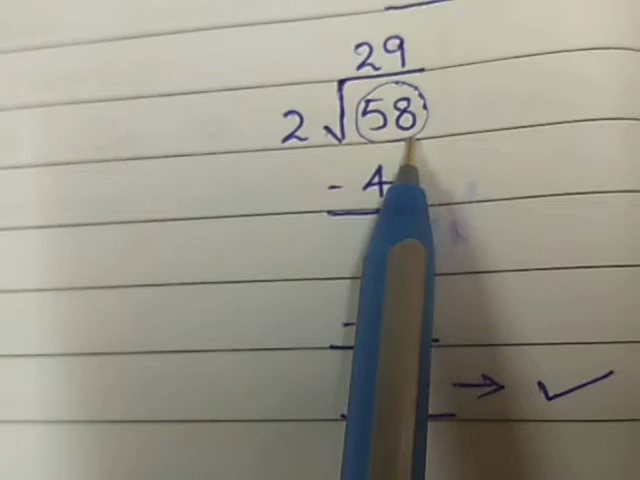 29
2√58
- 4
→ ✓